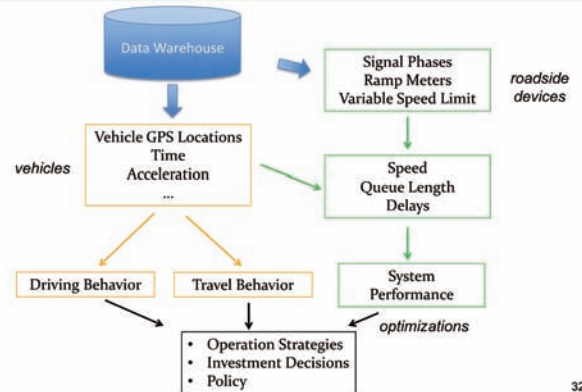 Data Warehouse
Signal Phases
Ramp Meters
Variable Speed Limit
roadside
devices
vehicles
Vehicle GPS Locations
Time
Acceleration
...
Speed
Queue Length
Delays
Driving Behavior
Travel Behavior
System
Performance
optimizations
• Operation Strategies
• Investment Decisions
• Policy
32